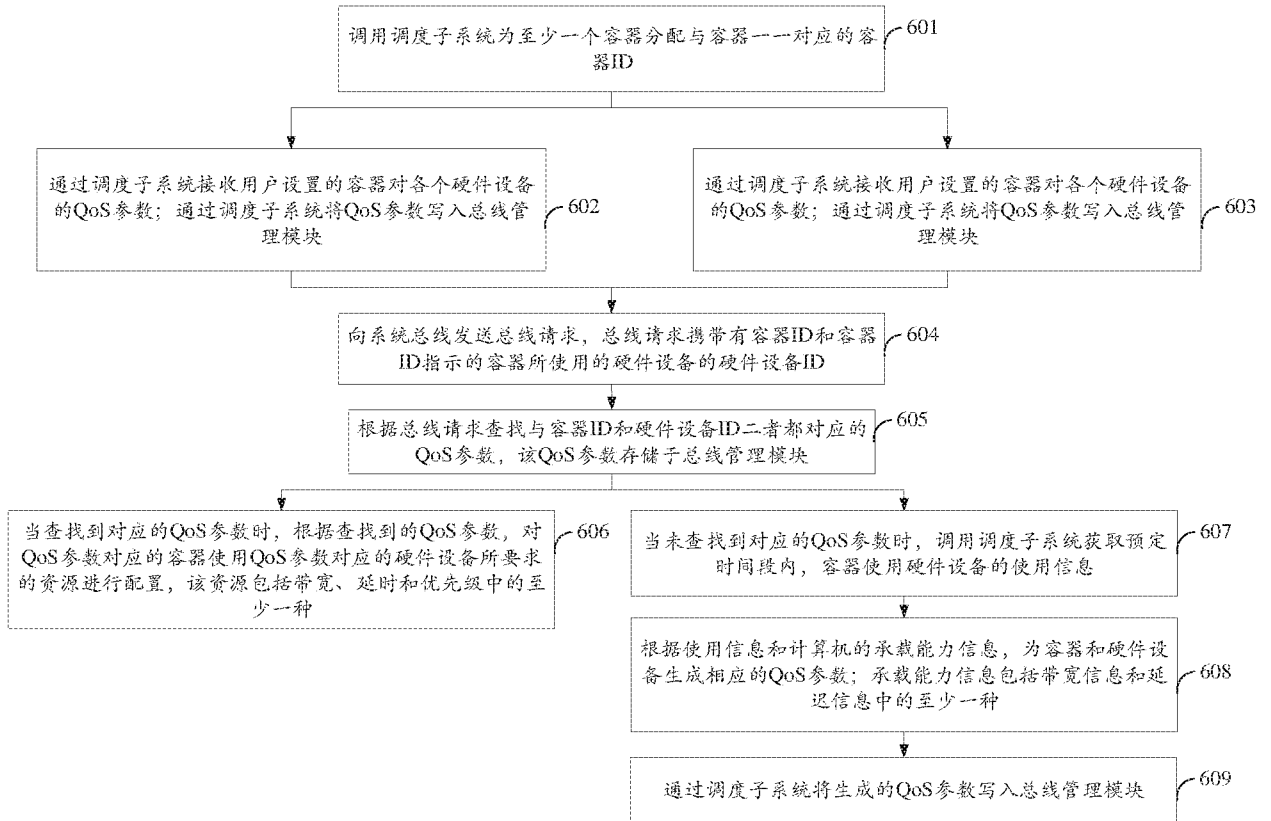 调用调度子系统为至少一个容器分配与容器一一对应的容
器ID
601
通过调度子系统接收用户设置的容器对各个硬件设备
的QoS参数；通过调度子系统将QoS参数写入总线管
理模块
602
通过调度子系统接收用户设置的容器对各个硬件设备
的QoS参数；通过调度子系统将QoS参数写入总线管
理模块
603
向系统总线发送总线请求，总线请求携带有容器ID和容器
ID指示的容器所使用的硬件设备的硬件设备ID
604
根据总线请求查找与容器ID和硬件设备ID二者都对应的
QoS参数，该QoS参数存储于总线管理模块
605
当查找到对应的QoS参数时，根据查找到的QoS参数，对
QoS参数对应的容器使用QoS参数对应的硬件设备所要求
的资源进行配置，该资源包括带宽、延时和优先级中的至
少一种
606
当未查找到对应的QoS参数时，调用调度子系统获取预定
时间段内，容器使用硬件设备的使用信息
607
根据使用信息和计算机的承载能力信息，为容器和硬件设
备生成相应的QoS参数；承载能力信息包括带宽信息和延
迟信息中的至少一种
608
通过调度子系统将生成的QoS参数写入总线管理模块
609